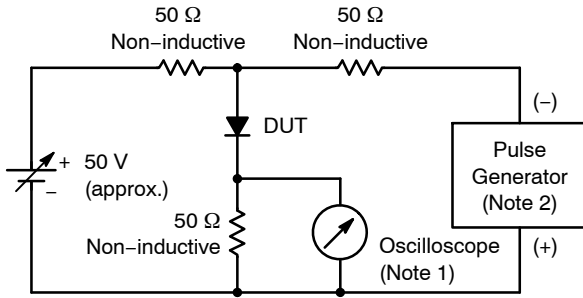 50 Ω
Non−inductive
50 Ω
Non−inductive
(−)
DUT
Pulse
Generator
(Note 2)
+
50 V
(approx.)
−
50 Ω
Non−inductive
Oscilloscope
(Note 1)
(+)